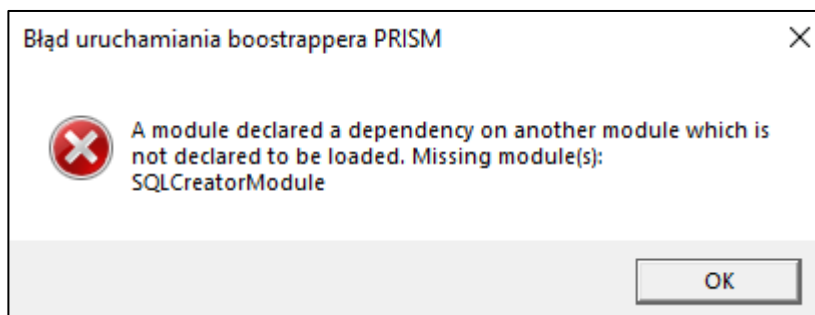 Błąd uruchamiania boostrappera PRISM
A module declared a dependency on another module which is
not declared to be loaded. Missing module(s):
SQLCreatorModule
OK